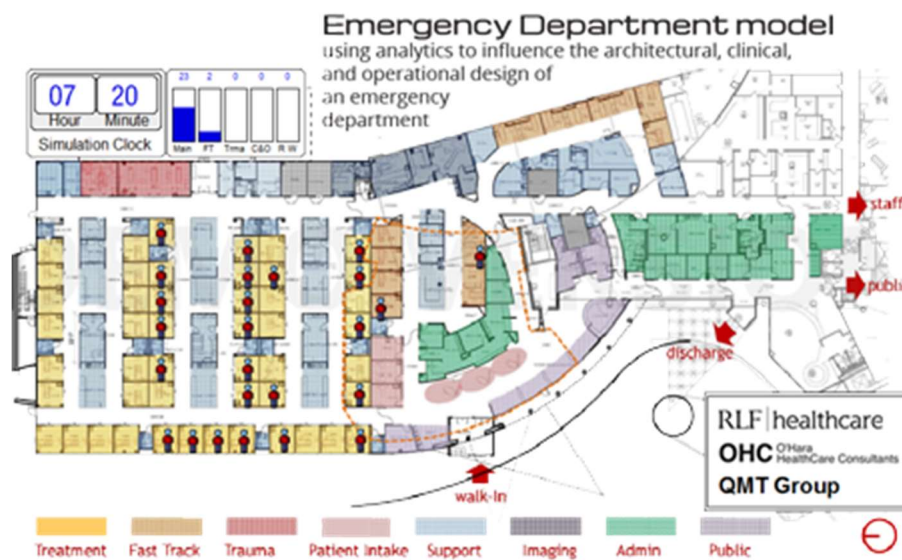 Emergency Department model
using analytics to influence the architectural, clinical,
and operational design of
an emergency
department
07 20
Hour Minute
Simulation Clock
23 2 0 0 0
Main FT Trma C&O R W
staff
publi
discharge
walk-In
RLF | healthcare
OHC O'Hara HealthCare Consultants
QMT Group
Treatment Fast Track Trauma Patient Intake Support Imaging Admin Public